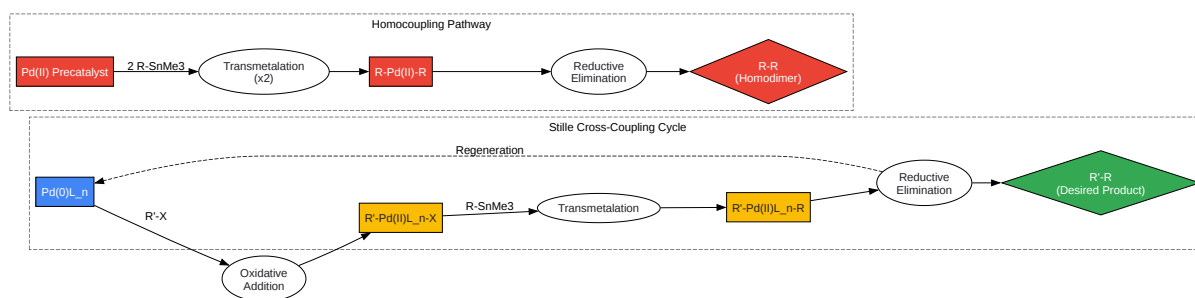 Homocoupling Pathway
Pd(II) Precatalyst
2 R-SnMe3
Transmetalation
(x2)
R-Pd(II)-R
Reductive
Elimination
R-R
(Homodimer)
Stille Cross-Coupling Cycle
Regeneration
Pd(0)L_n
R'-X
Oxidative
Addition
R'-Pd(II)L_n-X
R-SnMe3
Transmetalation
R'-Pd(II)L_n-R
Reductive
Elimination
R'-R
(Desired Product)